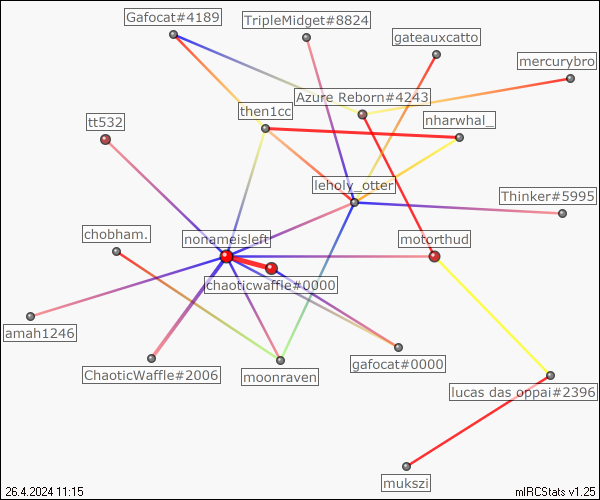 Gafocat#4189
TripleMidget#8824
gateauxcatto
mercurybro
Azure Reborn#4243
then1cc
nharwhal_
tt532
leholy_otter
Thinker#5995
chobham.
nonameisleft
motorthud
chaoticwaffle#0000
amah1246
ChaoticWaffle#2006
moonraven
gafocat#0000
lucas das oppai#2396
mukszi
26.4.2024 11:15
mIRCStats v1.25